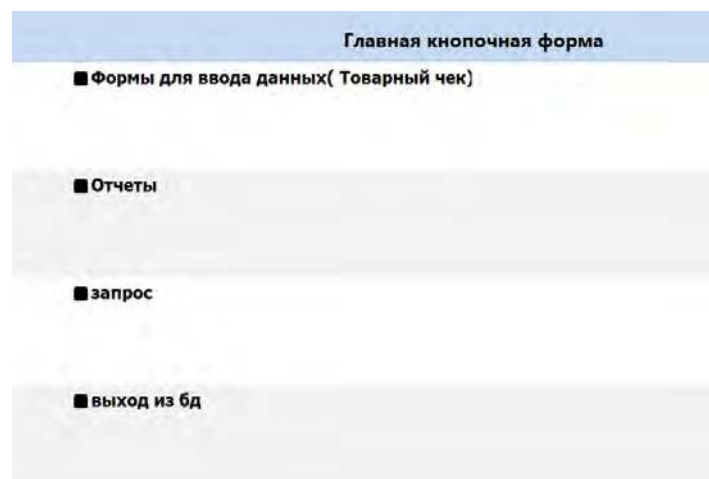 Главная кнопочная форма
Формы для ввода данных( Товарный чек)
Отчеты
запрос
выход из бд